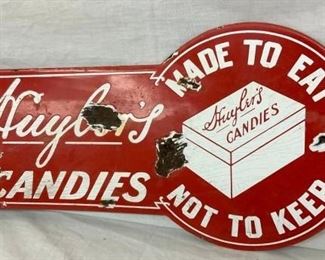 Huyler's
CANDIES
MADE TO EAT
Huyler's
CANDIES
NOT TO KEEP